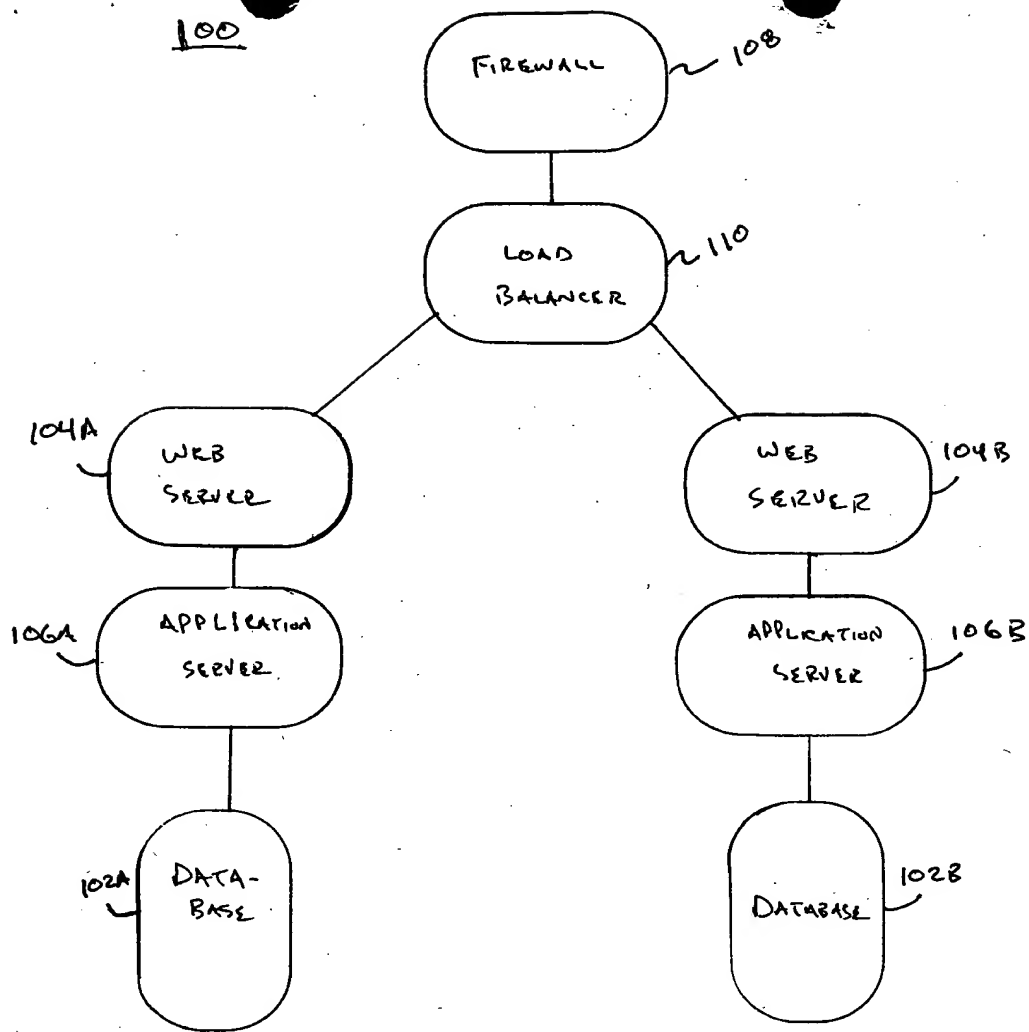 100
FIREWALL
108
LOAD
BALANCER
110
104A
WEB
SERVER
WEB
SERVER
104B
106A
APPLICATION
SERVER
APPLICATION
SERVER
106B
102A
DATA-
BASE
DATABASE
102B